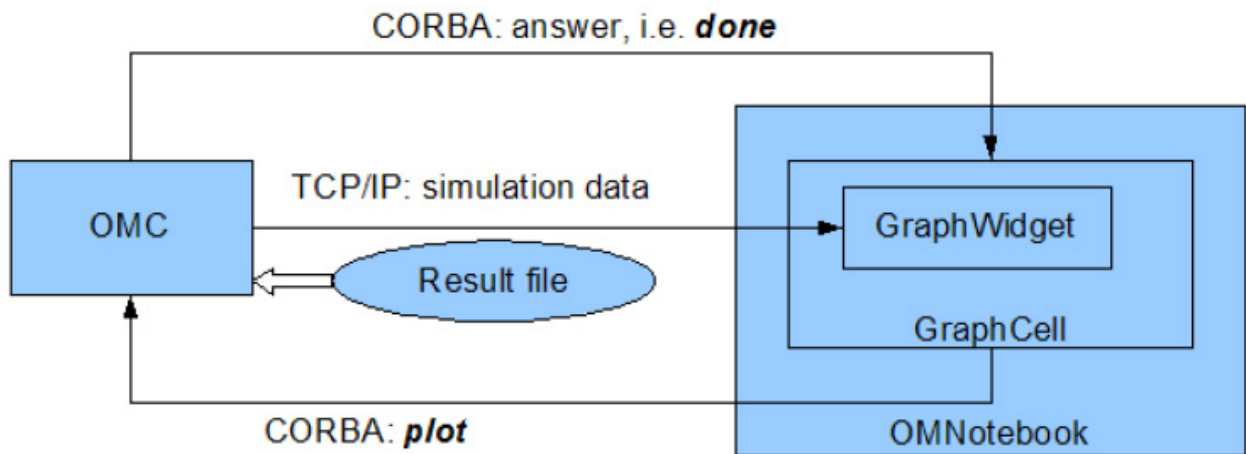 CORBA: answer, i.e. done
TCP/IP: simulation data
OMC
GraphWidget
Result file
GraphCell
CORBA: plot
OMNotebook